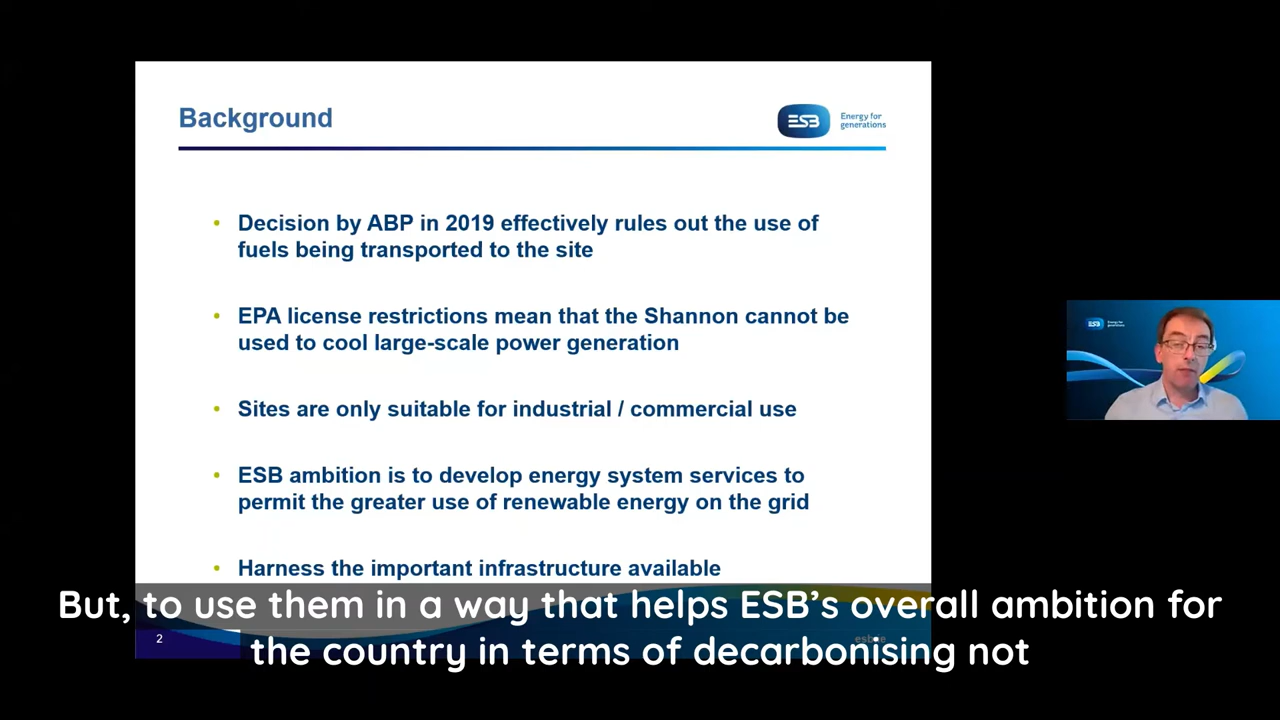 Background
ESB
Energy for
generations
• Decision by ABP in 2019 effectively rules out the use of
fuels being transported to the site
• EPA license restrictions mean that the Shannon cannot be
used to cool large-scale power generation
• Sites are only suitable for industrial / commercial use
• ESB ambition is to develop energy system services to
permit the greater use of renewable energy on the grid
• Harness the important infrastructure available
ESB
Energy for
generations
But, to use them in a way that helps ESB’s overall ambition for
the country in terms of decarbonising not
2